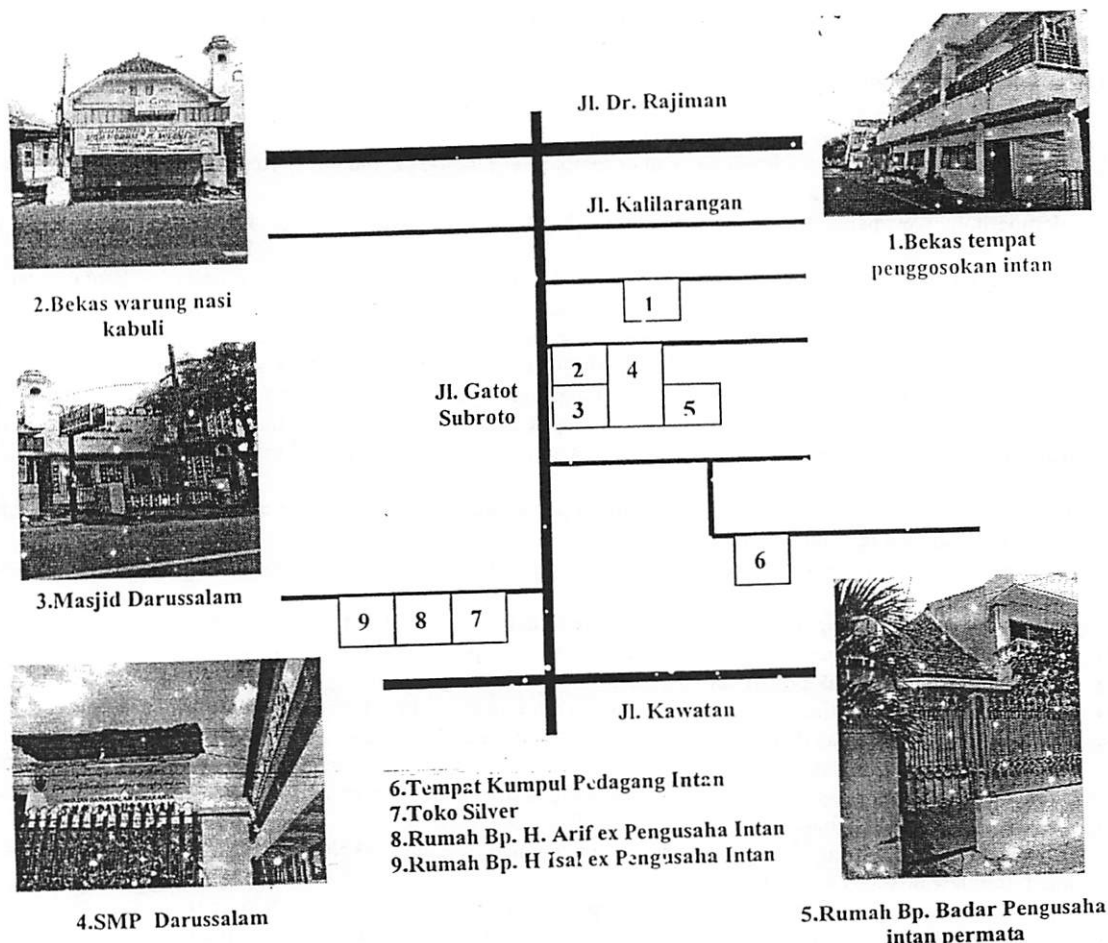 Jl. Dr. Rajiman
Jl. Kalilarangan
1.Bekas tempat
penggosokan intan
2.Bekas warung nasi
kabuli
1
2
4
3
5
Jl. Gatot
Subroto
3.Masjid Darussalam
6
9
8
7
Jl. Kawatan
6.Tempat Kumpul Pedagang Intan
7.Toko Silver
8.Rumah Bp. H. Arif ex Pengusaha Intan
9.Rumah Bp. H Isal ex Pengusaha Intan
4.SMP Darussalam
5.Rumah Bp. Badar Pengusaha
intan permata